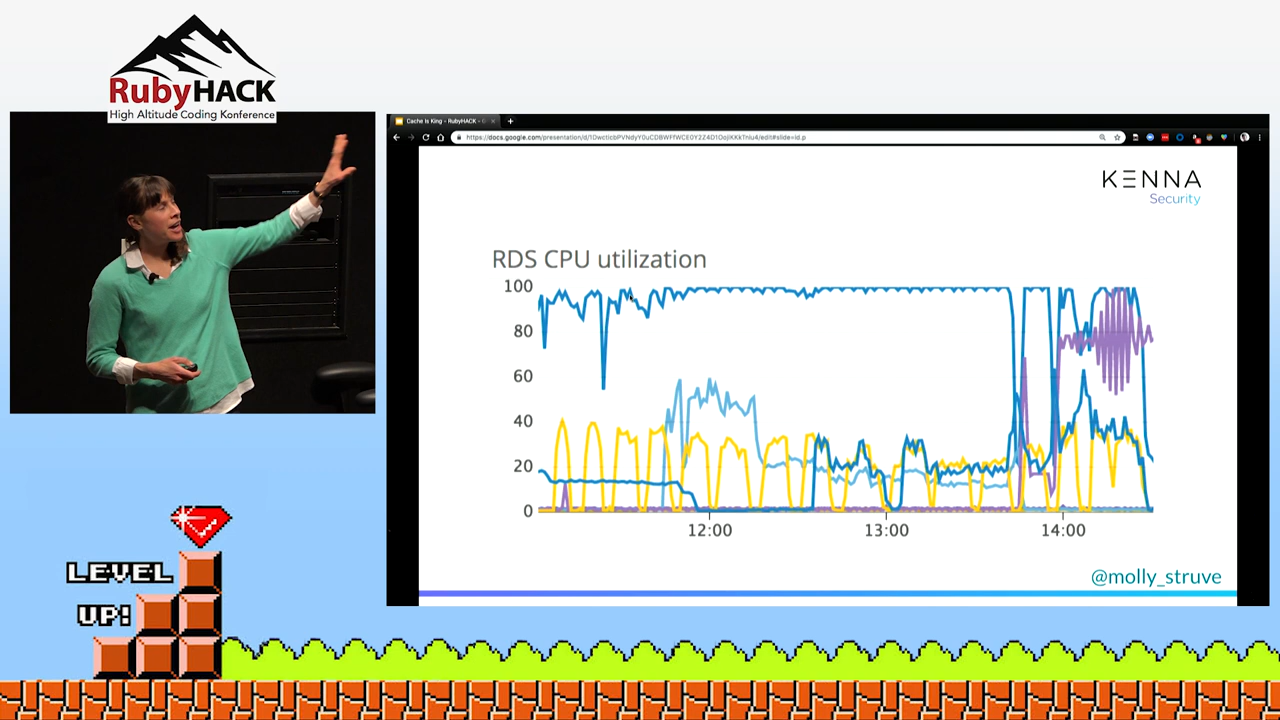 RubyHACK
High Altitude Coding Konference
Cache is King - RubyHACK - G
KENNA
Security
RDS CPU utilization
100
80
60
40
20
0
12:00
13:00
14:00
@molly_struve
LEVEL
UP!